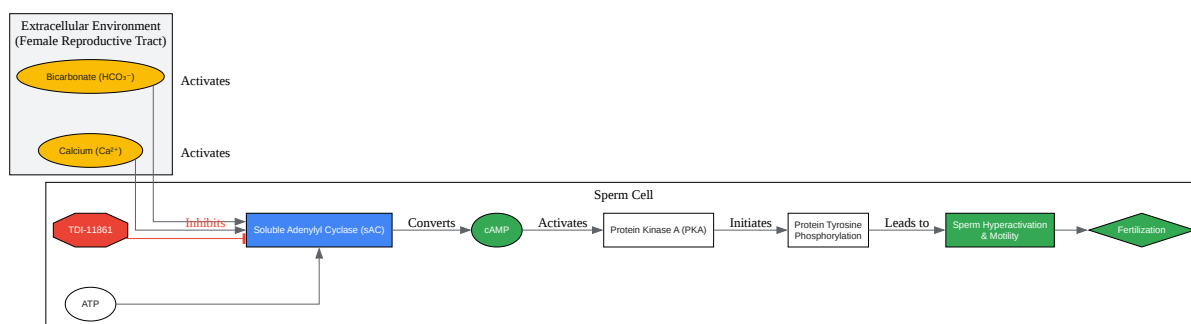 Extracellular Environment
(Female Reproductive Tract)
Bicarbonate (HCO₃⁻)
Activates
Calcium (Ca²⁺)
Activates
Sperm Cell
TDI-11861
Inhibits
Soluble Adenylyl Cyclase (sAC)
Converts
cAMP
Activates
Protein Kinase A (PKA)
Initiates
Protein Tyrosine
Phosphorylation
Leads to
Sperm Hyperactivation
& Motility
Fertilization
ATP